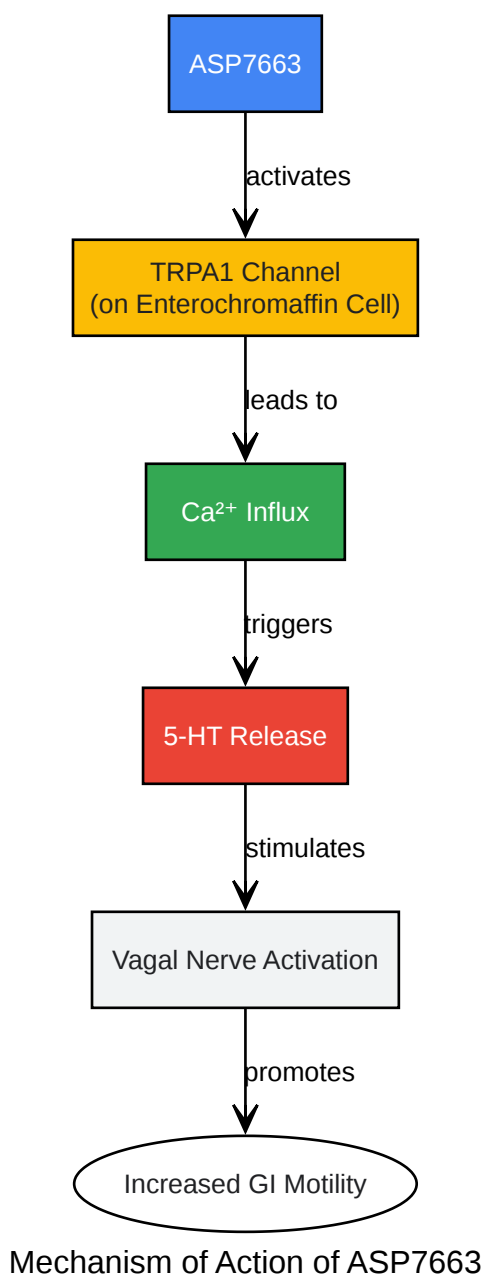 ASP7663
activates
TRPA1 Channel
(on Enterochromaffin Cell)
leads to
Ca²⁺ Influx
triggers
5-HT Release
stimulates
Vagal Nerve Activation
promotes
Increased GI Motility
Mechanism of Action of ASP7663